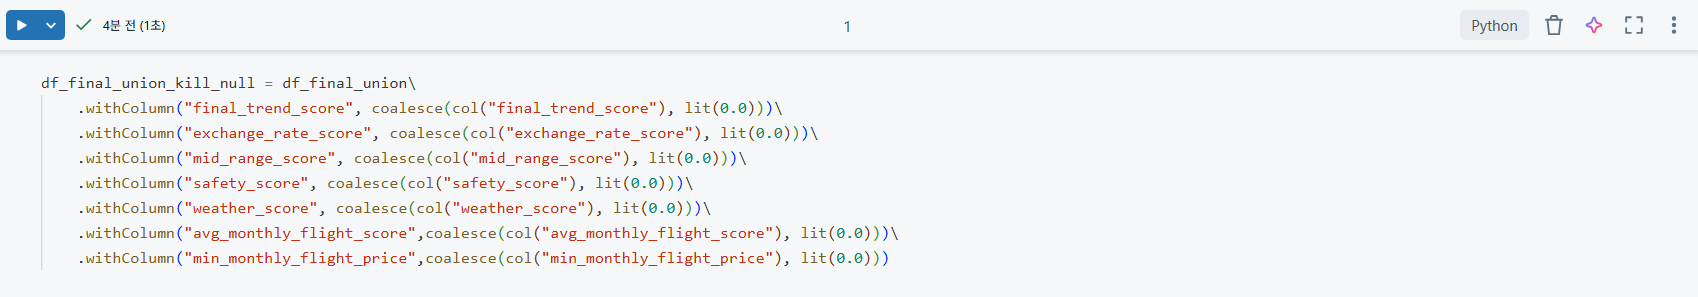 4분 전 (1초)
1
Python
df_final_union_kill_null = df_final_union\
.withColumn("final_trend_score", coalesce(col("final_trend_score"), lit(0.0)))\
.withColumn("exchange_rate_score", coalesce(col("exchange_rate_score"), lit(0.0)))\
.withColumn("mid_range_score", coalesce(col("mid_range_score"), lit(0.0)))\
.withColumn("safety_score", coalesce(col("safety_score"), lit(0.0)))\
.withColumn("weather_score", coalesce(col("weather_score"), lit(0.0)))\
.withColumn("avg_monthly_flight_score",coalesce(col("avg_monthly_flight_score"), lit(0.0)))\
.withColumn("min_monthly_flight_price",coalesce(col("min_monthly_flight_price"), lit(0.0)))